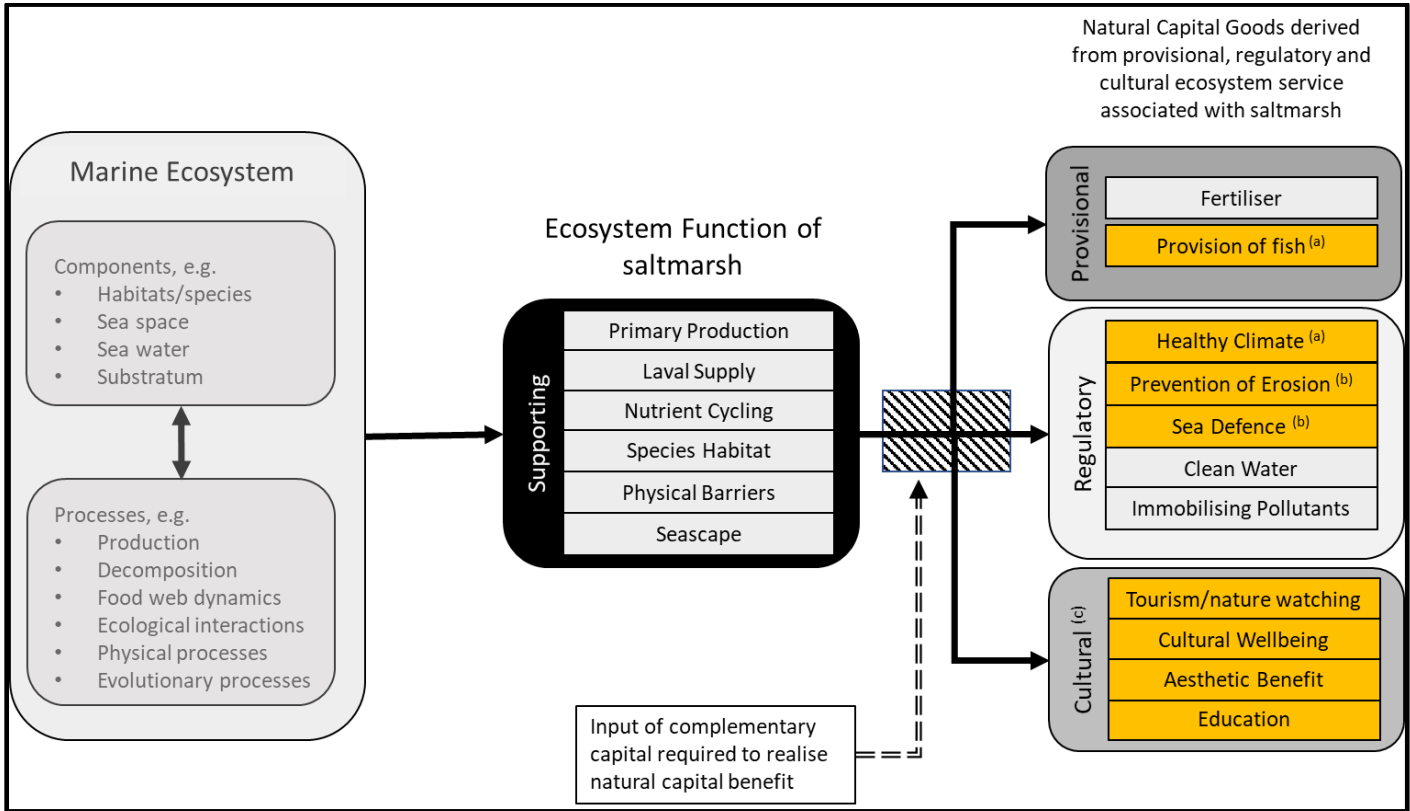 Natural Capital Goods derived
from provisional, regulatory and
cultural ecosystem service
associated with saltmarsh
Marine Ecosystem
Components, e.g.
• Habitats/species
• Sea space
• Sea water
• Substratum
Processes, e.g.
• Production
• Decomposition
• Food web dynamics
• Ecological interactions
• Physical processes
• Evolutionary processes
Ecosystem Function of
saltmarsh
Supporting
Primary Production
Laval Supply
Nutrient Cycling
Species Habitat
Physical Barriers
Seascape
Input of complementary
capital required to realise
natural capital benefit
Provisional
Fertiliser
Provision of fish (a)
Regulatory
Healthy Climate (a)
Prevention of Erosion (b)
Sea Defence (b)
Clean Water
Immobilising Pollutants
Cultural (c)
Tourism/nature watching
Cultural Wellbeing
Aesthetic Benefit
Education